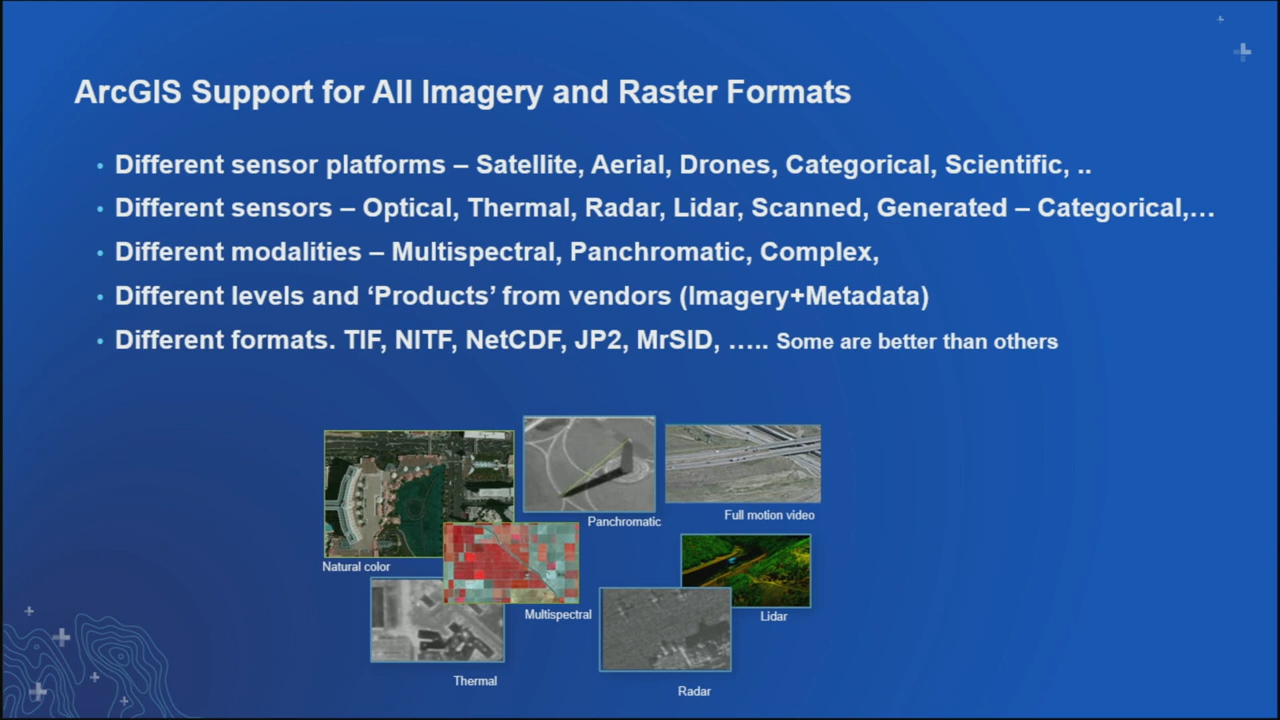 ArcGIS Support for All Imagery and Raster Formats
• Different sensor platforms – Satellite, Aerial, Drones, Categorical, Scientific, ..
• Different sensors – Optical, Thermal, Radar, Lidar, Scanned, Generated – Categorical,…
• Different modalities – Multispectral, Panchromatic, Complex,
• Different levels and ‘Products’ from vendors (Imagery+Metadata)
• Different formats. TIF, NITF, NetCDF, JP2, MrSID, ….. Some are better than others
Panchromatic
Full motion video
Natural color
Multispectral
Lidar
Thermal
Radar